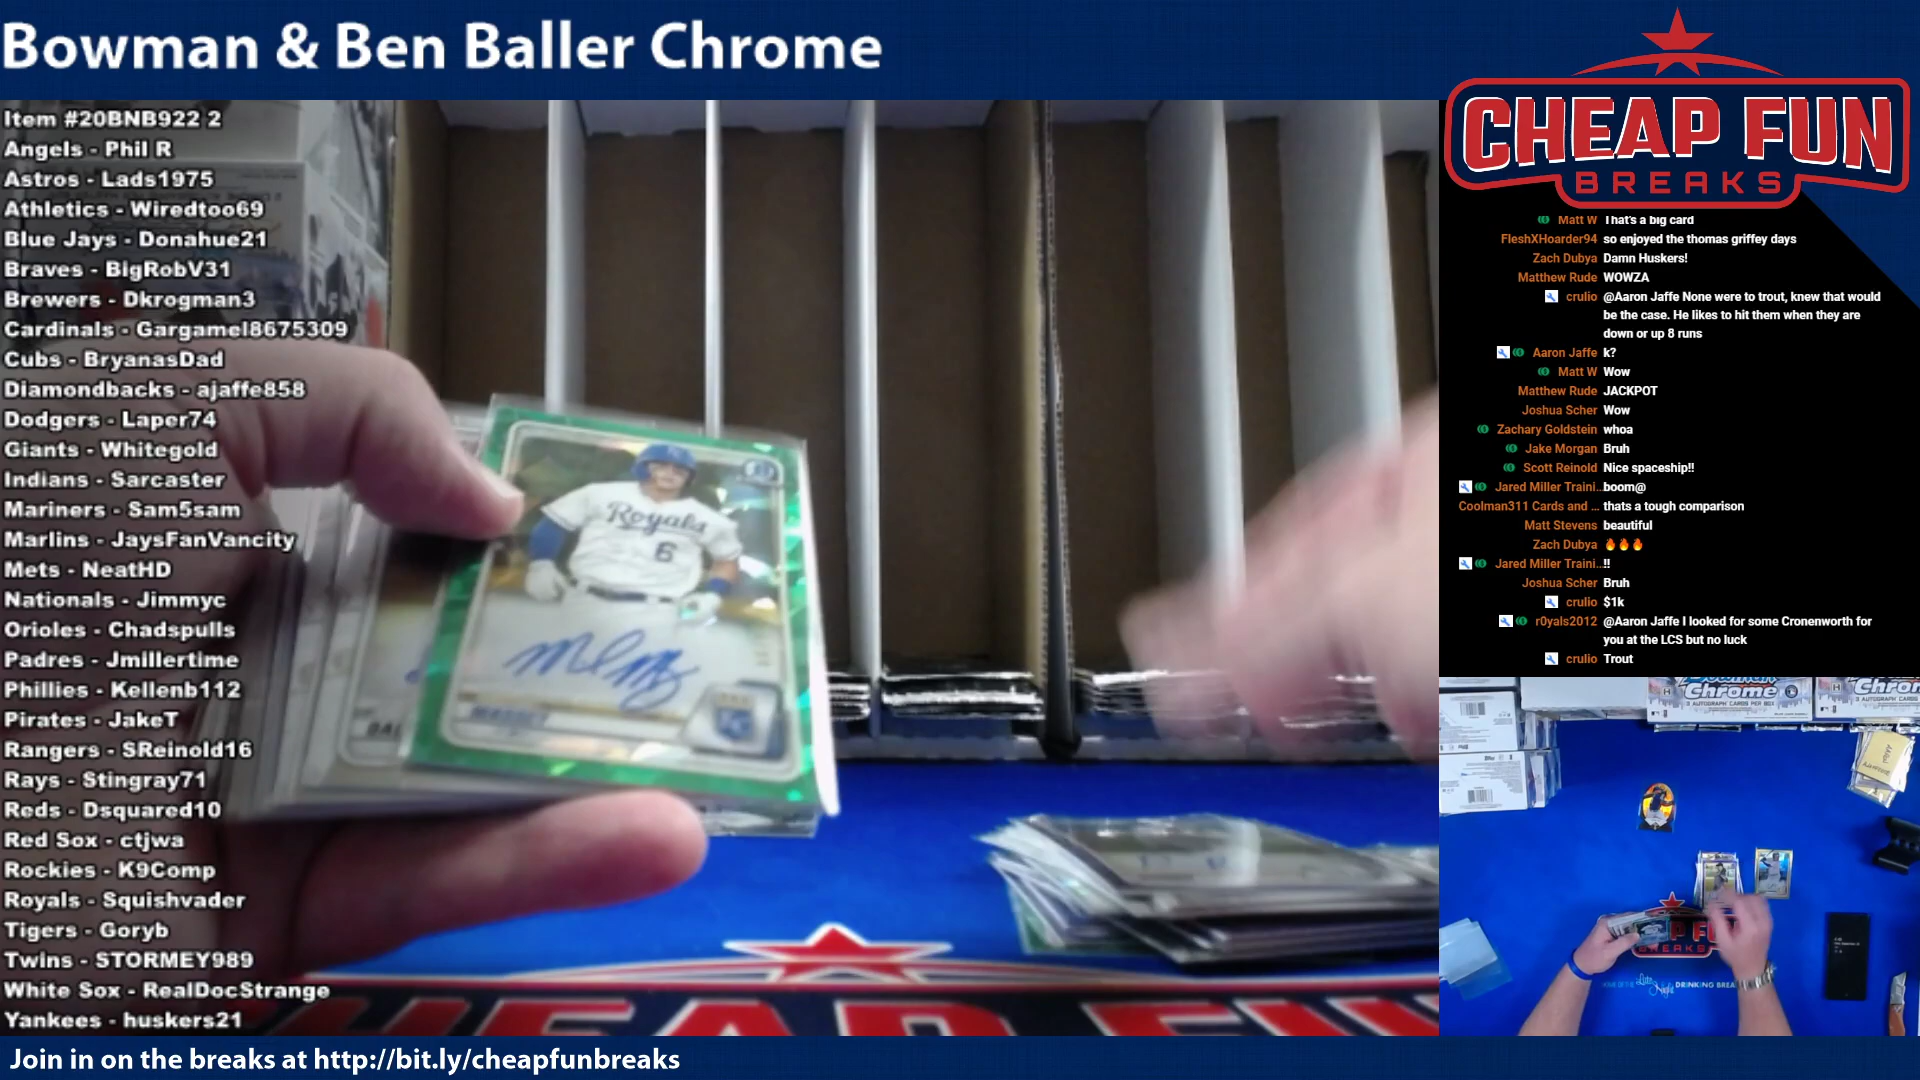 Bowman & Ben Baller Chrome
Item #20BNB922 2
Angels - Phil R
Astros - Lads1975
Athletics - Wiredtoo69
Blue Jays - Donahue21
Braves - BigRobV31
Brewers - Dkrogman3
Cardinals - Gargamel8675309
Cubs - BryanasDad
Diamondbacks - ajaffe858
Dodgers - Laper74
Giants - Whitegold
Indians - Sarcaster
Mariners - Sam5sam
Marlins - JaysFanVancity
Mets - NeatHD
Nationals - Jimmyc
Orioles - Chadspulls
Padres - Jmillertime
Phillies - Kellenb112
Pirates - JakeT
Rangers - SReinold16
Rays - Stingray71
Reds - Dsquared10
Red Sox - ctjwa
Rockies - K9Comp
Royals - Squishvader
Tigers - Goryb
Twins - STORMEY989
White Sox - RealDocStrange
Yankees - huskers21
Join in on the breaks at http://bit.ly/cheapfunbreaks
Royals
6
CHEAP FUN
BREAKS
Matt W That's a big card
FleshXHoarder94 so enjoyed the thomas griffey days
Zach Dubya Damn Huskers!
Matthew Rude WOWZA
crulio @Aaron Jaffe None were to trout, knew that would
be the case. He likes to hit them when they are
down or up 8 runs
Aaron Jaffe k?
Matt W Wow
Matthew Rude JACKPOT
Joshua Scher Wow
Zachary Goldstein whoa
Jake Morgan Bruh
Scott Reinold Nice spaceship!!
Jared Miller Traini... boom@
Coolman311 Cards and ... thats a tough comparison
Matt Stevens beautiful
Zach Dubya 🔥🔥🔥
Jared Miller Traini... !!
Joshua Scher Bruh
crulio $1k
r0yals2012 @Aaron Jaffe I looked for some Cronenworth for
you at the LCS but no luck
crulio Trout
Chrome
BREAKS
DRINKING BREA